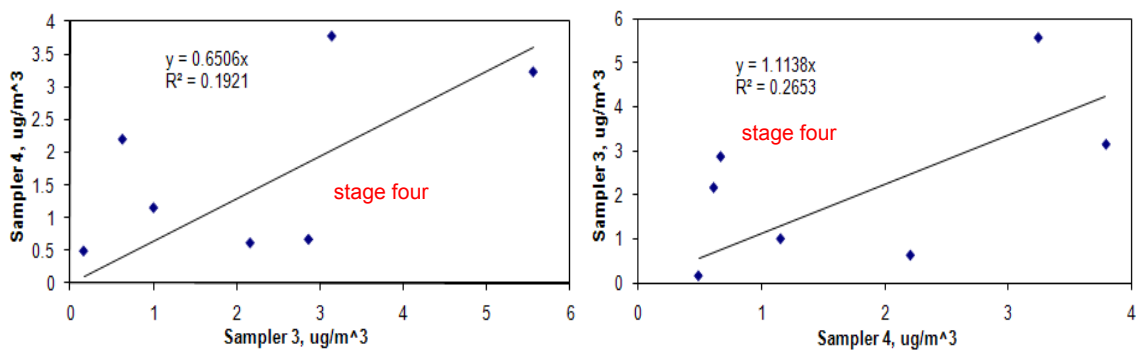 4
3.5
3
2.5
2
1.5
1
0.5
0
Sampler 4, ug/m^3
y = 0.6506x
R² = 0.1921
stage four
0 1 2 3 4 5 6
Sampler 3, ug/m^3
6
5
4
3
2
1
0
Sampler 3, ug/m^3
y = 1.1138x
R² = 0.2653
stage four
0 1 2 3 4
Sampler 4, ug/m^3